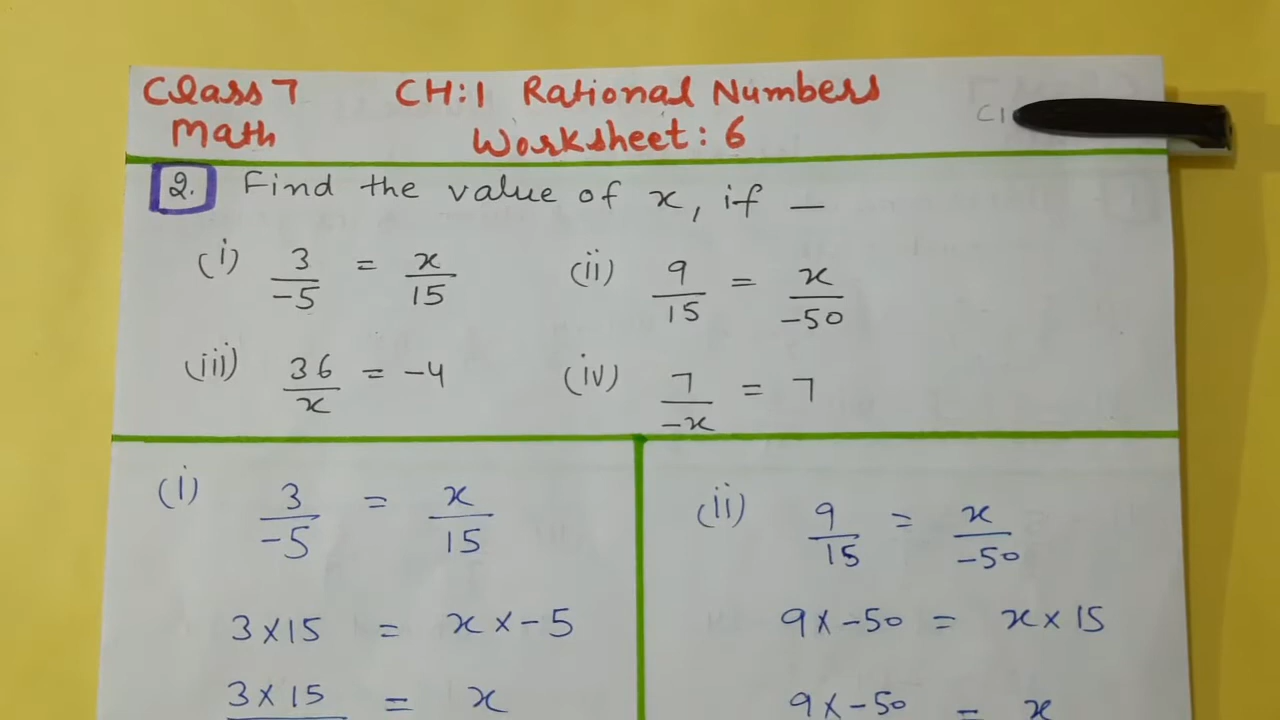 Class 7 CH:1 Rational Numbers
Math Worksheet: 6
2. Find the value of x, if —
(i) 3/-5 = x/15 (ii) 9/15 = x/-50
(iii) 36/x = -4 (iv) 7/-x = 7
(i) 3/-5 = x/15
3 x 15 = x x -5
3 x 15 = x
(ii) 9/15 = x/-50
9 x -50 = x x 15
9 x -50 = x